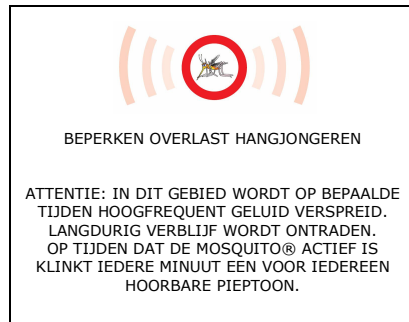 BEPERKEN OVERLAST HANGJONGEREN
ATTENTIE: IN DIT GEBIED WORDT OP BEPAALDE
TIJDEN HOOGFREQUENT GELUID VERSPREID.
LANGDURIG VERBLIJF WORDT ONTRADEN.
OP TIJDEN DAT DE MOSQUITO® ACTIEF IS
KLINKT IEDERE MINUUT EEN VOOR IEDEREEN
HOORBARE PIEPTOON.